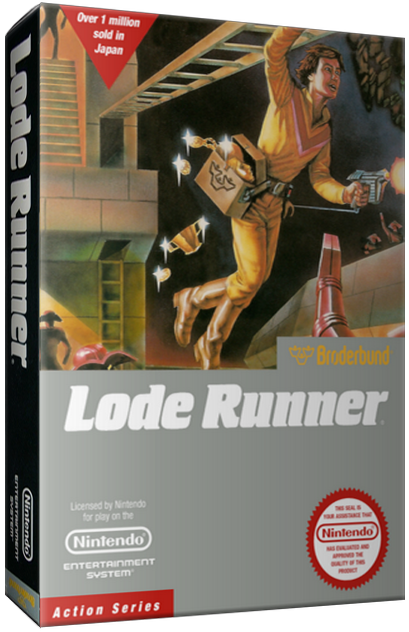 Over 1 million
sold in
Japan
Lode Runner
Brøderbund
Lode Runner
Licensed by Nintendo
for play on the
Nintendo
ENTERTAINMENT
SYSTEM
THIS SEAL IS
YOUR ASSURANCE THAT
Nintendo
HAS EVALUATED AND
APPROVED THE
QUALITY OF THIS
PRODUCT
Nintendo
ENTERTAINMENT
SYSTEM
Brøderbund
Action Series